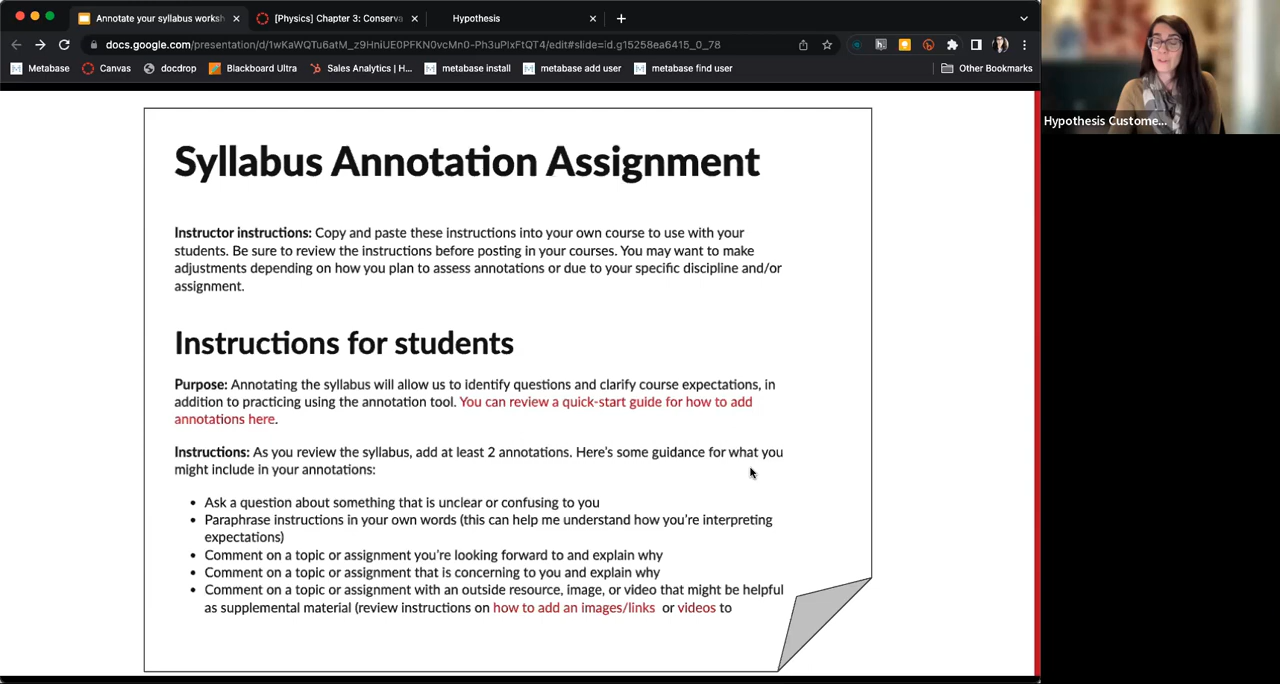 Annotate your syllabus worksh
[Physics] Chapter 3: Conserva
Hypothesis
docs.google.com/presentation/d/1wKaWQTu6atM_z9HniUE0PFKN0vcMn0-Ph3uPIxFtQT4/edit#slide=id.g15258ea6415_0_78
Metabase
Canvas
docdrop
Blackboard Ultra
Sales Analytics | H...
metabase install
metabase add user
metabase find user
Other Bookmarks
Hypothesis Custome...
Syllabus Annotation Assignment
Instructor instructions: Copy and paste these instructions into your own course to use with your
students. Be sure to review the instructions before posting in your courses. You may want to make
adjustments depending on how you plan to assess annotations or due to your specific discipline and/or
assignment.
Instructions for students
Purpose: Annotating the syllabus will allow us to identify questions and clarify course expectations, in
addition to practicing using the annotation tool. You can review a quick-start guide for how to add
annotations here.
Instructions: As you review the syllabus, add at least 2 annotations. Here's some guidance for what you
might include in your annotations:
• Ask a question about something that is unclear or confusing to you
• Paraphrase instructions in your own words (this can help me understand how you're interpreting
expectations)
• Comment on a topic or assignment you're looking forward to and explain why
• Comment on a topic or assignment that is concerning to you and explain why
• Comment on a topic or assignment with an outside resource, image, or video that might be helpful
as supplemental material (review instructions on how to add an images/links or videos to